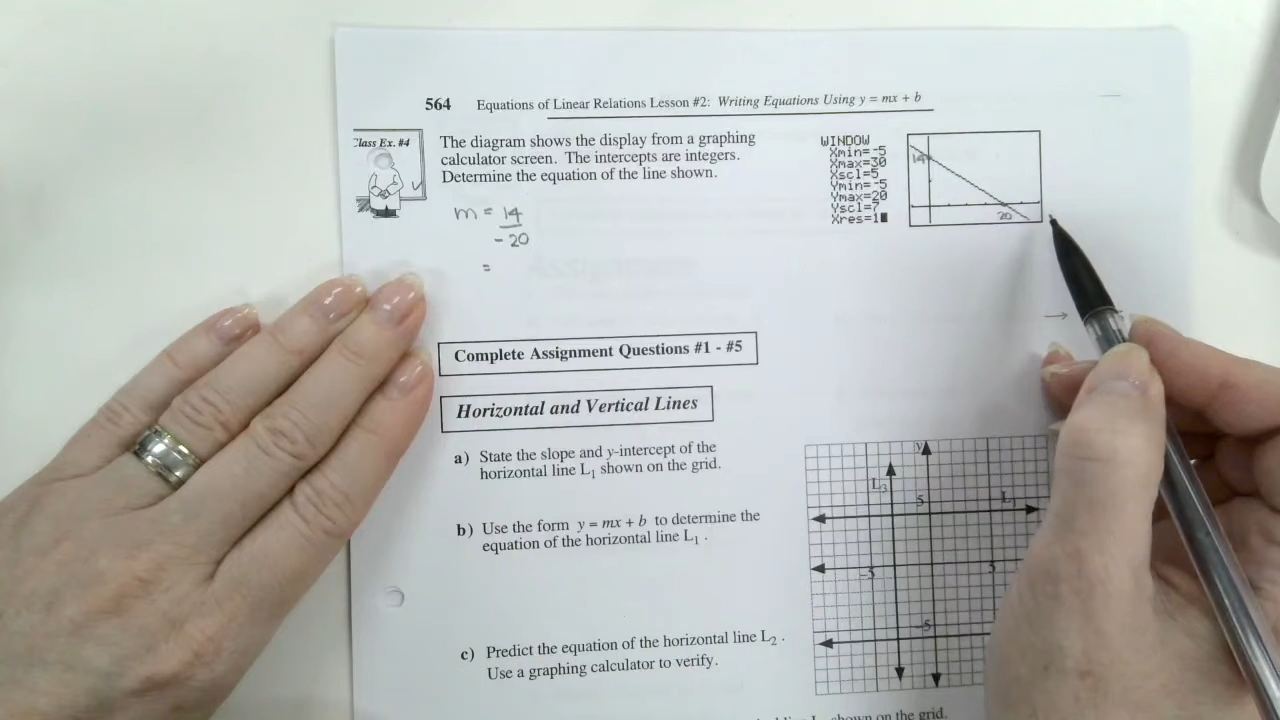 564 Equations of Linear Relations Lesson #2: Writing Equations Using y = mx + b
Class Ex. #4
The diagram shows the display from a graphing
calculator screen. The intercepts are integers.
Determine the equation of the line shown.
WINDOW
Xmin=-5
Xmax=30
Xscl=5
Ymin=-5
Ymax=20
Yscl=7
Xres=1
14
20
m = 14
- 20
=
Complete Assignment Questions #1 - #5
Horizontal and Vertical Lines
a) State the slope and y-intercept of the
horizontal line L1 shown on the grid.
b) Use the form y = mx + b to determine the
equation of the horizontal line L1 .
c) Predict the equation of the horizontal line L2 .
Use a graphing calculator to verify.
y
L3
5
L
-5
5
-5
shown on the grid.